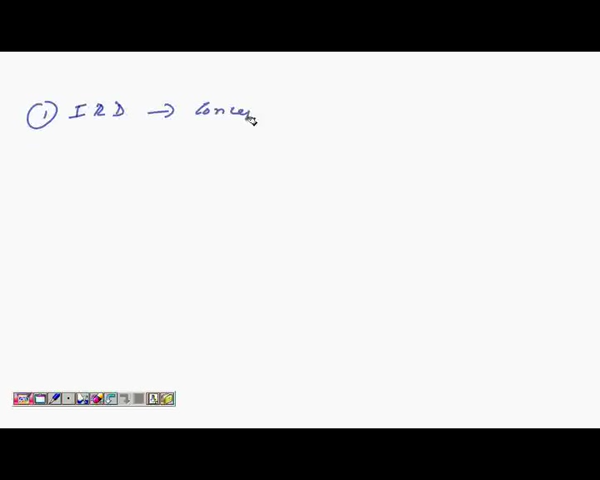 ① IRD → Conce